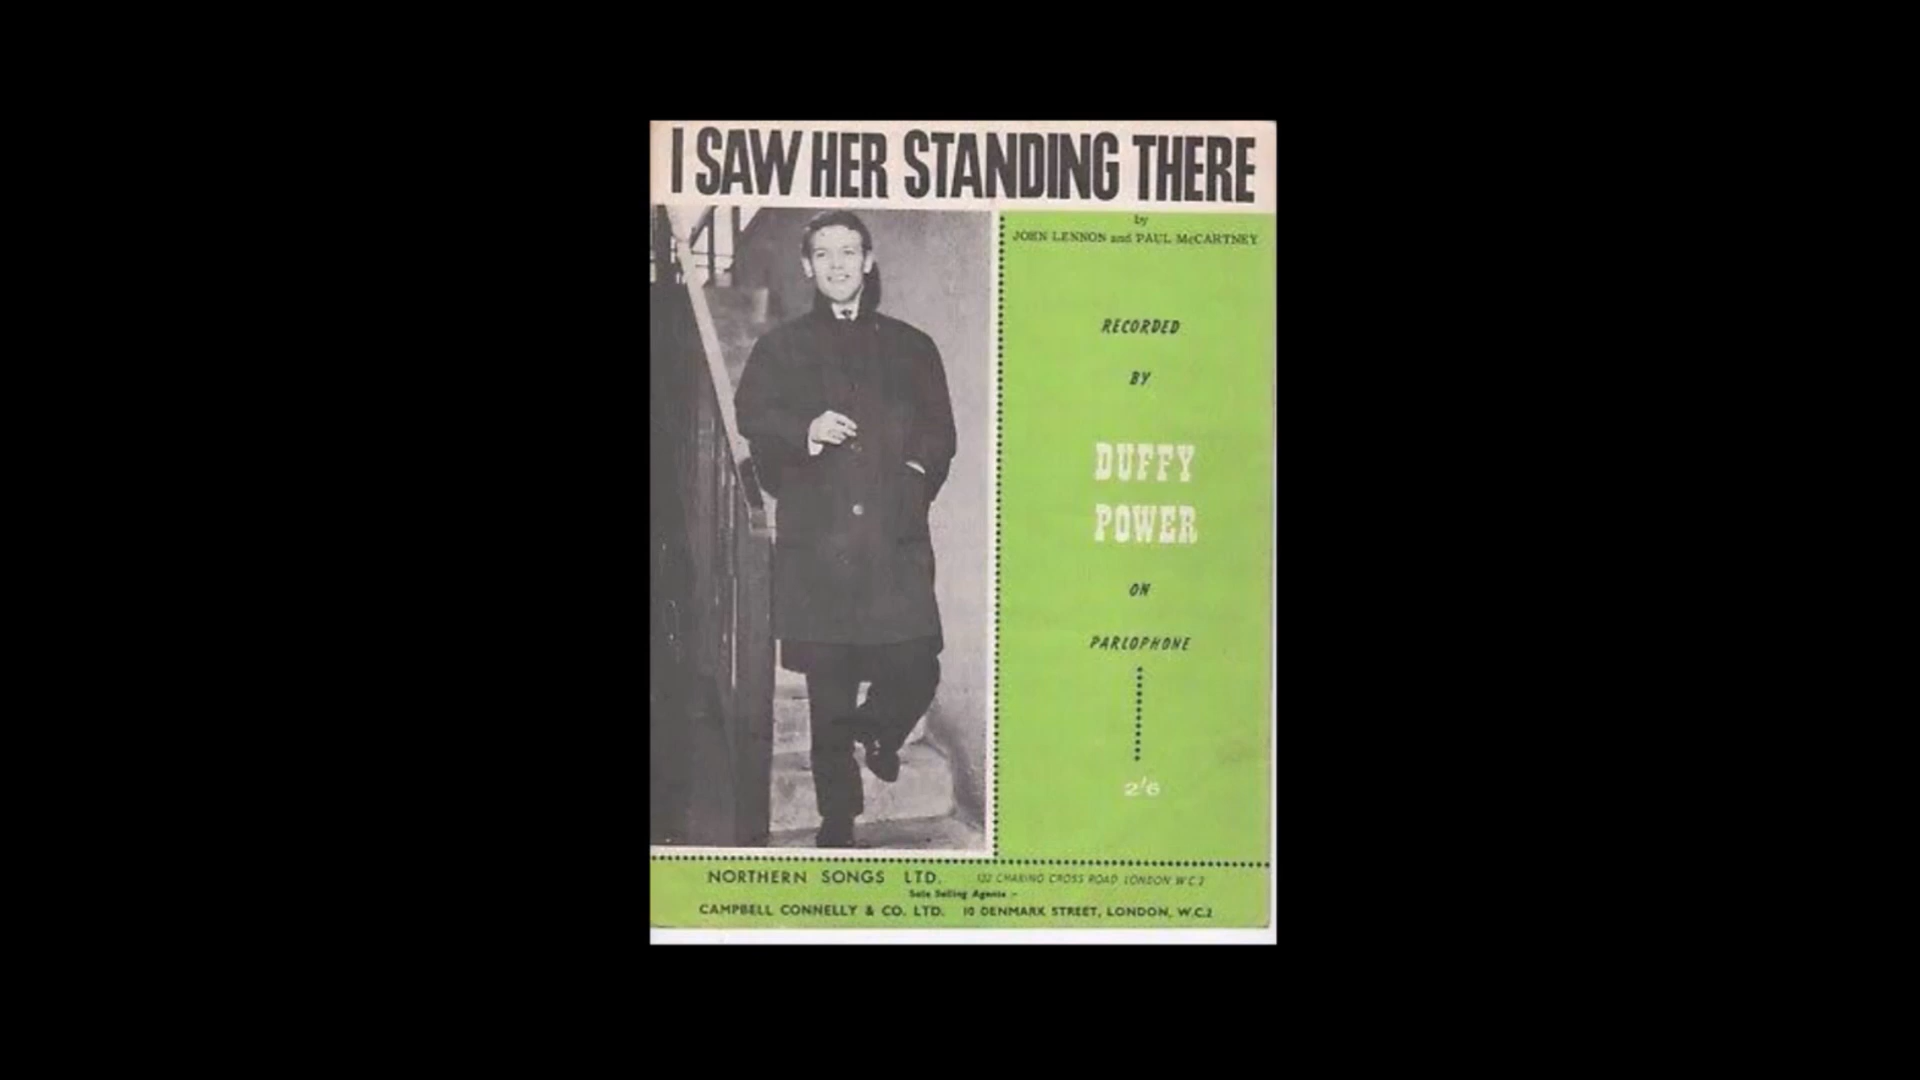 I SAW HER STANDING THERE
by
JOHN LENNON and PAUL McCARTNEY
RECORDED
BY
DUFFY
POWER
ON
PARLOPHONE
2'6
NORTHERN SONGS LTD. 132 CHARING CROSS ROAD LONDON W.C.2
Sole Selling Agents :-
CAMPBELL CONNELLY & CO. LTD. 10 DENMARK STREET, LONDON, W.C.2